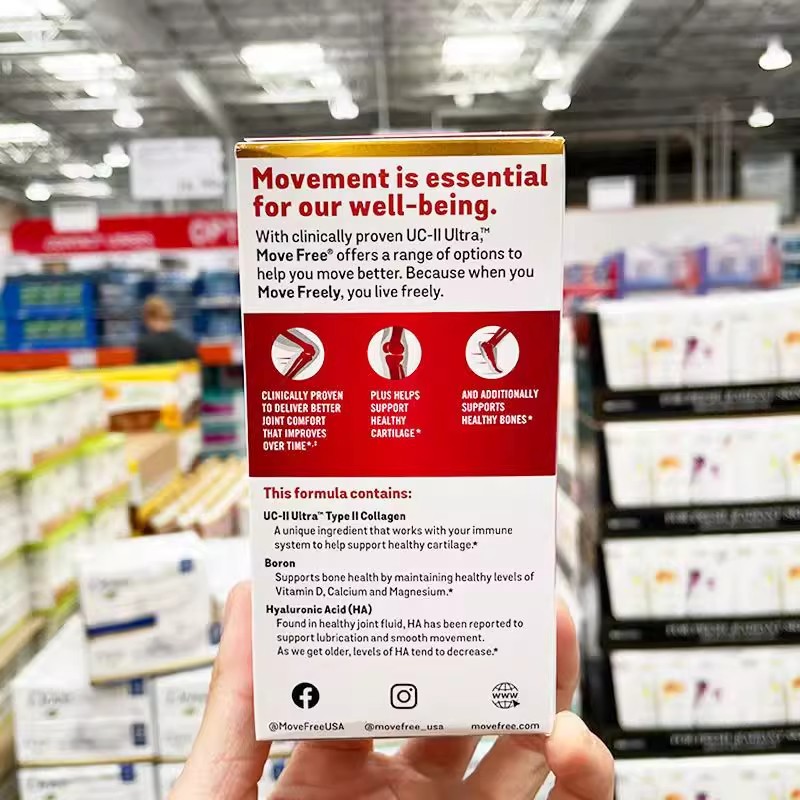 Movement is essential
for our well-being.
With clinically proven UC-II Ultra,™
Move Free® offers a range of options to
help you move better. Because when you
Move Freely, you live freely.
CLINICALLY PROVEN
TO DELIVER BETTER
JOINT COMFORT
THAT IMPROVES
OVER TIME*,‡
PLUS HELPS
SUPPORT
HEALTHY
CARTILAGE*
AND ADDITIONALLY
SUPPORTS
HEALTHY BONES*
This formula contains:
UC-II Ultra™ Type II Collagen
A unique ingredient that works with your immune
system to help support healthy cartilage.*
Boron
Supports bone health by maintaining healthy levels of
Vitamin D, Calcium and Magnesium.*
Hyaluronic Acid (HA)
Found in healthy joint fluid, HA has been reported to
support lubrication and smooth movement.
As we get older, levels of HA tend to decrease.*
WWW
@MoveFreeUSA
@movefree_usa
movefree.com